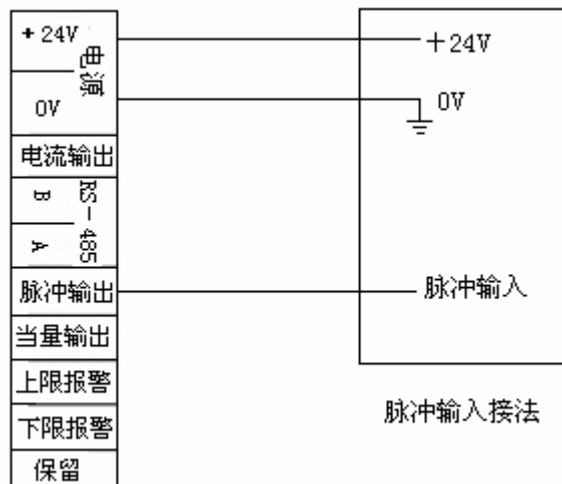 +24V
电源
0V
电流输出
B
A
RS-485
脉冲输出
当量输出
上限报警
下限报警
保留
+24V
0V
脉冲输入
脉冲输入接法